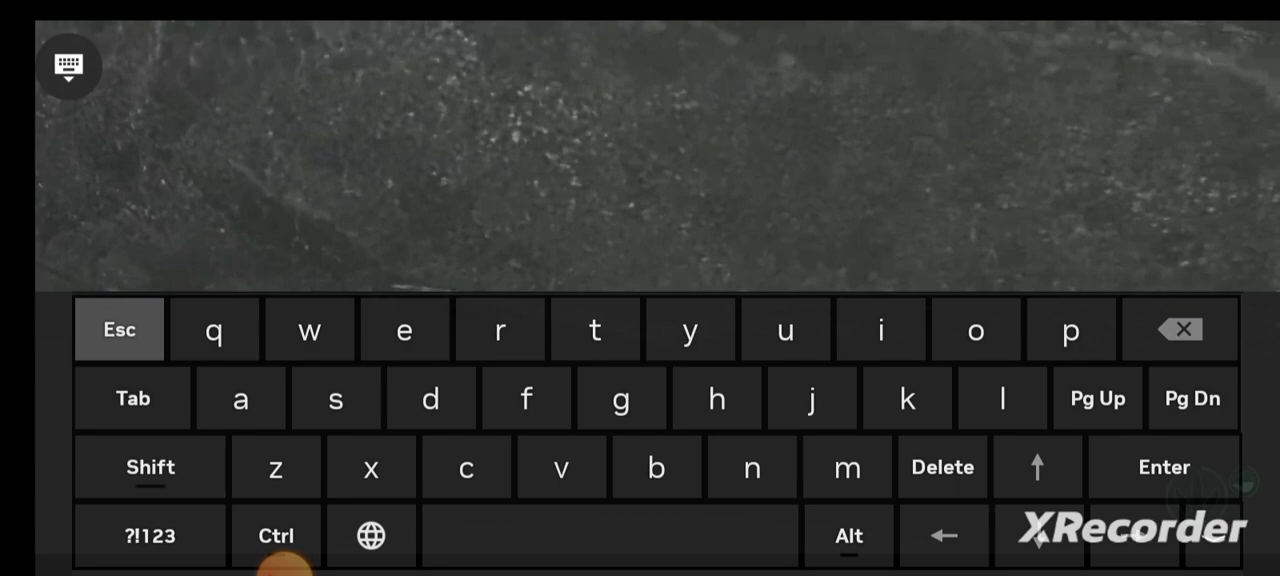 Esc q w e r t y u i o p
Tab a s d f g h j k l Pg Up Pg Dn
Shift z x c v b n m Delete Enter
?!123 Ctrl Alt
XRecorder